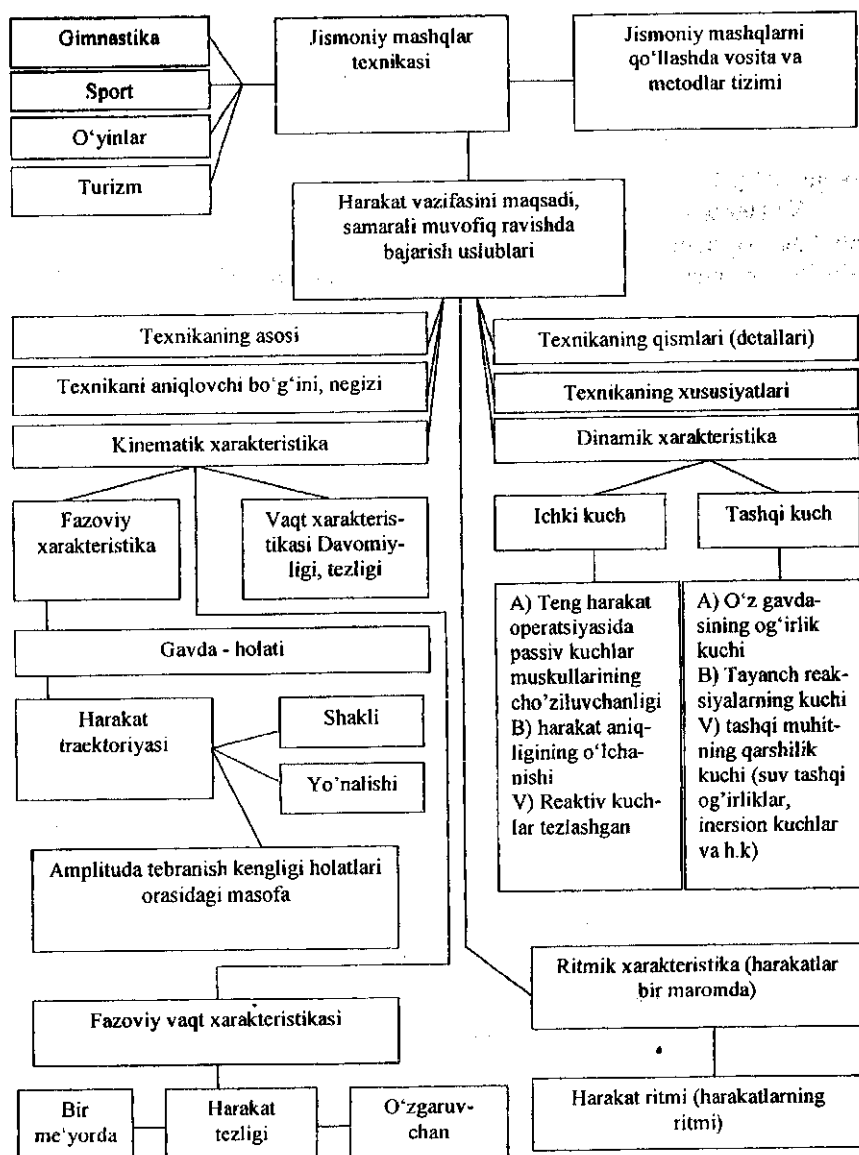 Gimnastika
Sport
O‘yinlar
Turizm
Jismoniy mashqlar
texnikasi
Jismoniy mashqlarni
qo‘llashda vosita va
metodlar tizimi
Harakat vazifasini maqsadi,
samarali muvofiq ravishda
bajarish uslublari
Texnikaning asosi
Texnikani aniqlovchi bo‘g‘ini, negizi
Kinematik xarakteristika
Texnikaning qismlari (detallari)
Texnikaning xususiyatlari
Dinamik xarakteristika
Fazoviy
xarakteristika
Vaqt xarakteris-
tikasi Davomiy-
ligi, tezligi
Ichki kuch
Tashqi kuch
Gavda - holati
Harakat
traektoriyasi
Shakli
Yo‘nalishi
Amplituda tebranish kengligi holatlari
orasidagi masofa
A) Teng harakat
operatsiyasida
passiv kuchlar
muskullarining
cho‘ziluvchanligi
B) harakat aniq-
ligining o‘lcha-
nishi
V) Reaktiv kuch-
lar tezlashgan
A) O‘z gavda-
sining og‘irlik
kuchi
B) Tayanch reak-
siyalarning kuchi
V) tashqi muhit-
ning qarshilik
kuchi (suv tashqi
og‘irliklar,
inersion kuchlar
va h.k)
Fazoviy vaqt xarakteristikasi
Bir
me‘yorda
Harakat
tezligi
O‘zgaruv-
chan
Ritmik xarakteristika (harakatlar
bir maromda)
Harakat ritmi (harakatlarning
ritmi)